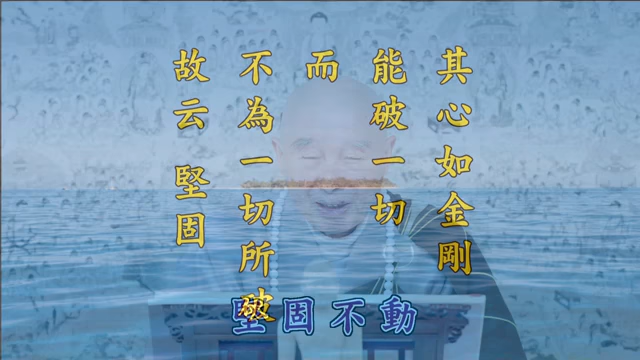 其心如金剛
能破一切
而
不為一切所破
故云 堅固
堅固不動